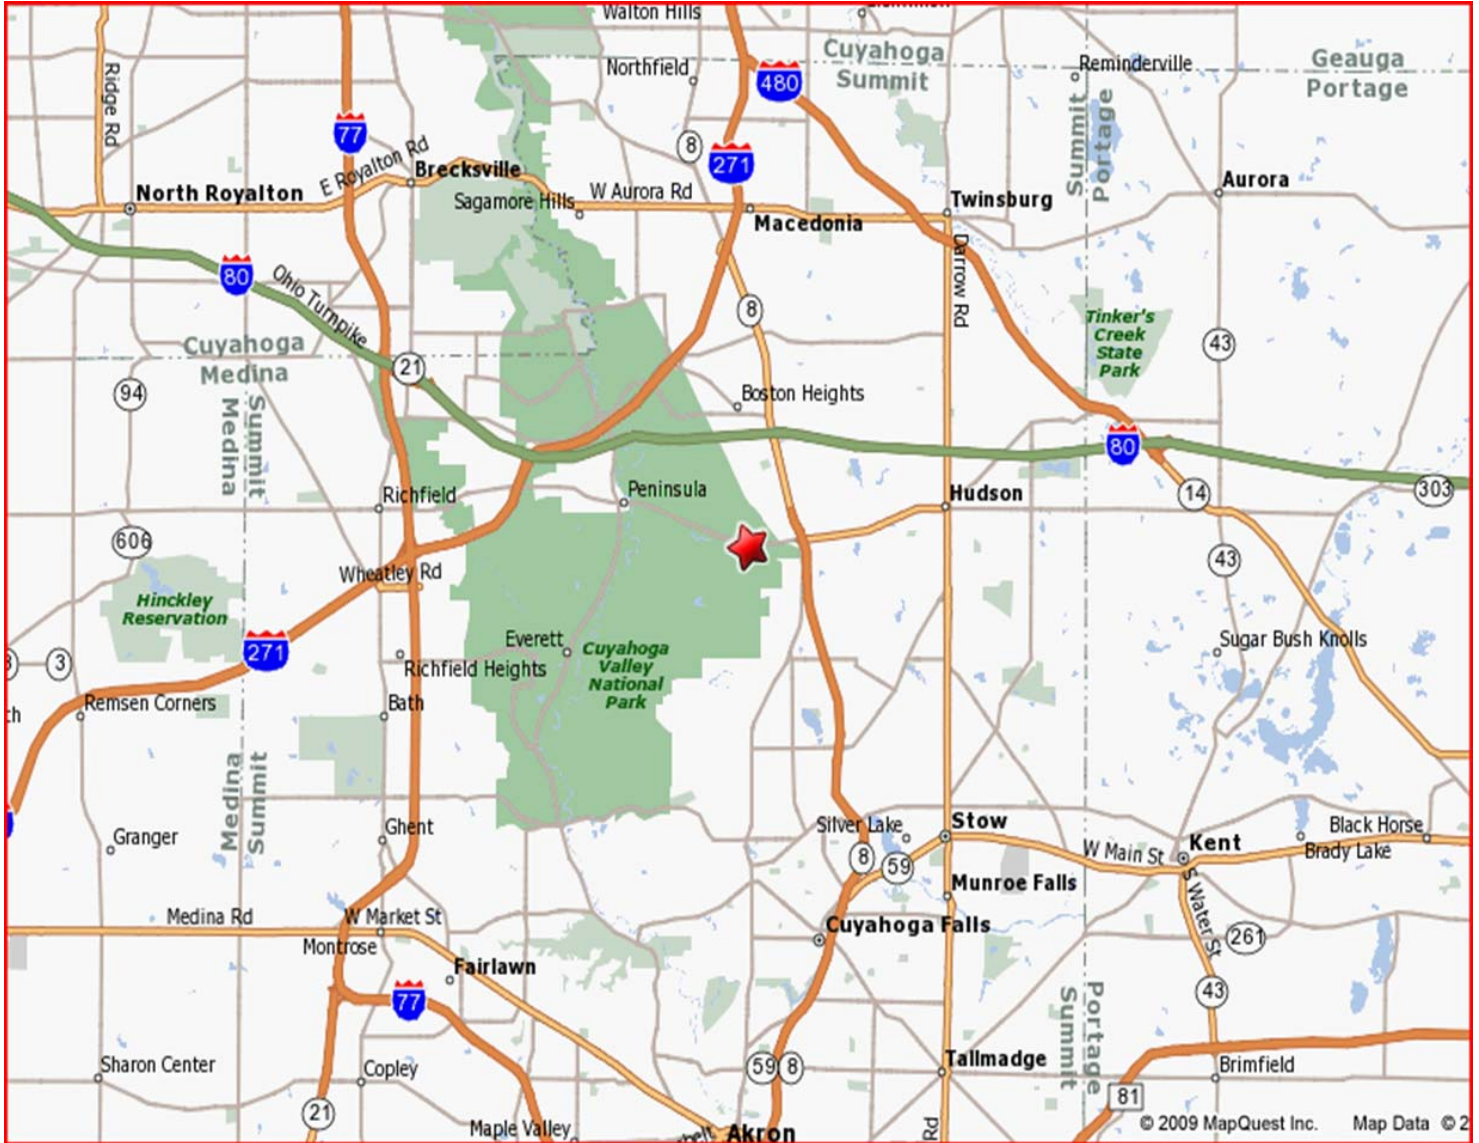 Walton Hills
Cuyahoga
Summit
Geauga
Portage
Northfield
Reminderville
480
Ridge Rd
77
8
271
Summit
Portage
E Royalton Rd
Brecksville
North Royalton
Sagamore Hills
W Aurora Rd
Macedonia
Twinsburg
Aurora
80
Ohio Turnpike
Darrow Rd
8
Tinker's
Creek
State
Park
43
Cuyahoga
Medina
21
94
Medina
Summit
Boston Heights
80
Richfield
Peninsula
Hudson
14
303
606
Wheatley Rd
43
Hinckley
Reservation
271
3
3
Everett
Cuyahoga
Valley
National
Park
Sugar Bush Knolls
Richfield Heights
Remsen Corners
Bath
th
Medina
Summit
Granger
Ghent
Silver Lake
Stow
8
59
W Main St
Kent
Black Horse
Brady Lake
Munroe Falls
S Water St
Medina Rd
W Market St
Montrose
Cuyahoga Falls
261
Fairlawn
77
43
Summit
Portage
Sharon Center
Copley
59
8
Tallmadge
Brimfield
21
81
Maple Valley
belt
Akron
Rd
© 2009 MapQuest Inc.
Map Data © 2